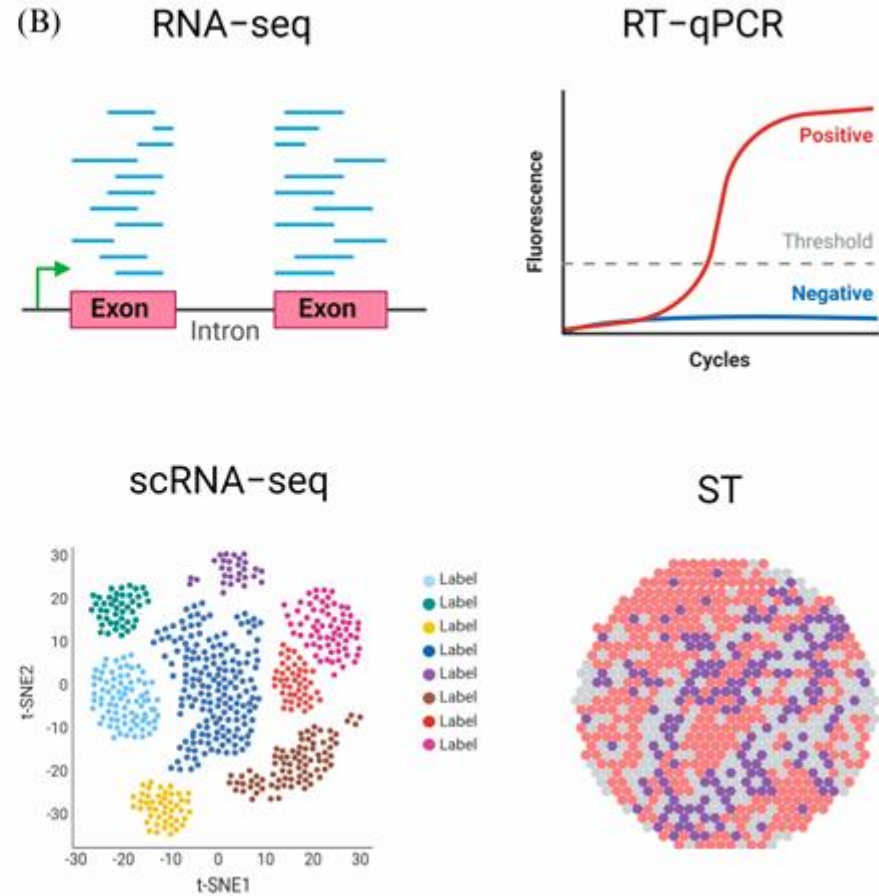 (B)
RNA-seq
Exon
Intron
Exon
RT-qPCR
Fluorescence
Positive
Threshold
Negative
Cycles
scRNA-seq
t-SNE2
30
20
10
0
-10
-20
-30
-30 -20 -10 0 10 20 30
t-SNE1
Label
Label
Label
Label
Label
Label
Label
Label
ST